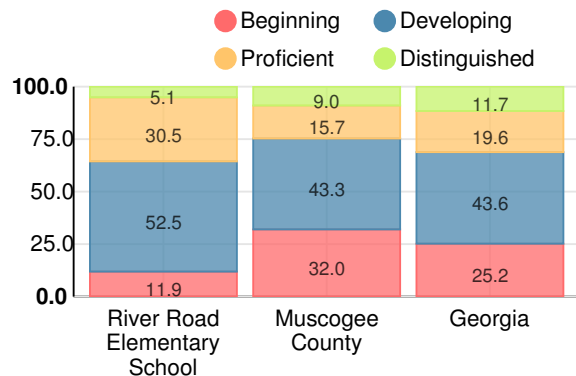 Beginning
Developing
Proficient
Distinguished
100.0
75.0
50.0
25.0
0.0
5.1
30.5
52.5
11.9
9.0
15.7
43.3
32.0
11.7
19.6
43.6
25.2
River Road
Elementary
School
Muscogee
County
Georgia